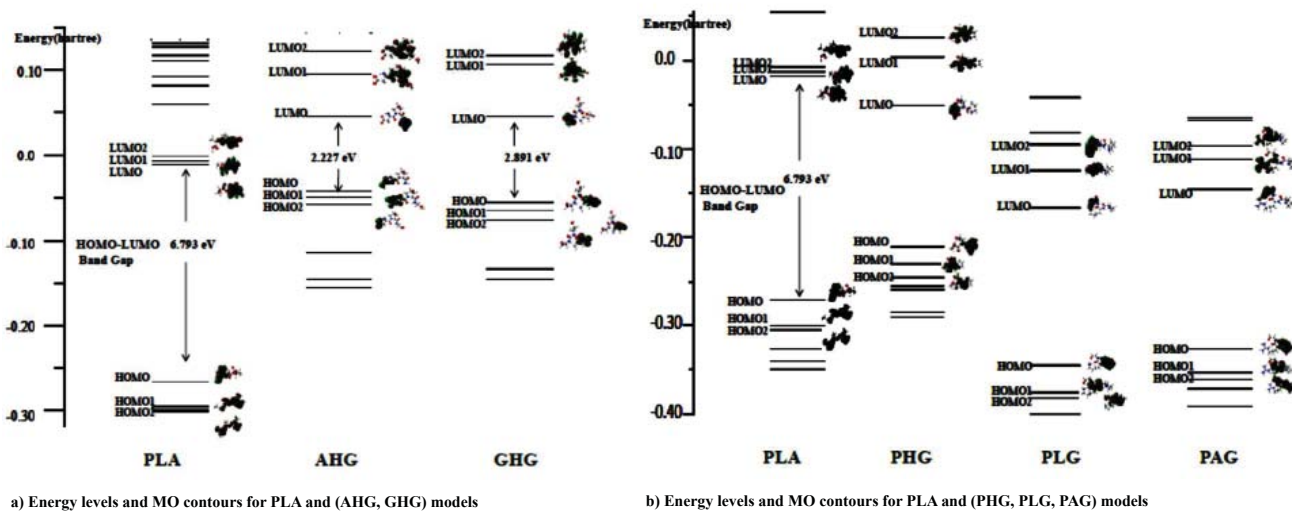 Energy(hartree)
0.10
0.0
-0.10
-0.20
-0.30
LUMO2
LUMO1
LUMO
HOMO-LUMO 6.793 eV
Band Gap
HOMO
HOMO1
HOMO2
PLA
LUMO2
LUMO1
LUMO
2.227 eV
HOMO
HOMO1
HOMO2
AHG
LUMO2
LUMO1
LUMO
2.891 eV
HOMO
HOMO1
HOMO2
GHG
a) Energy levels and MO contours for PLA and (AHG, GHG) models
Energy(hartree)
0.0
-0.10
-0.20
-0.30
-0.40
LUMO2
LUMO1
LUMO
6.793 eV
HOMO-LUMO
Band Gap
HOMO
HOMO1
HOMO2
PLA
LUMO2
LUMO1
LUMO
HOMO
HOMO1
HOMO2
PHG
LUMO2
LUMO1
LUMO
HOMO
HOMO1
HOMO2
PLG
LUMO2
LUMO1
LUMO
HOMO
HOMO1
HOMO2
PAG
b) Energy levels and MO contours for PLA and (PHG, PLG, PAG) models